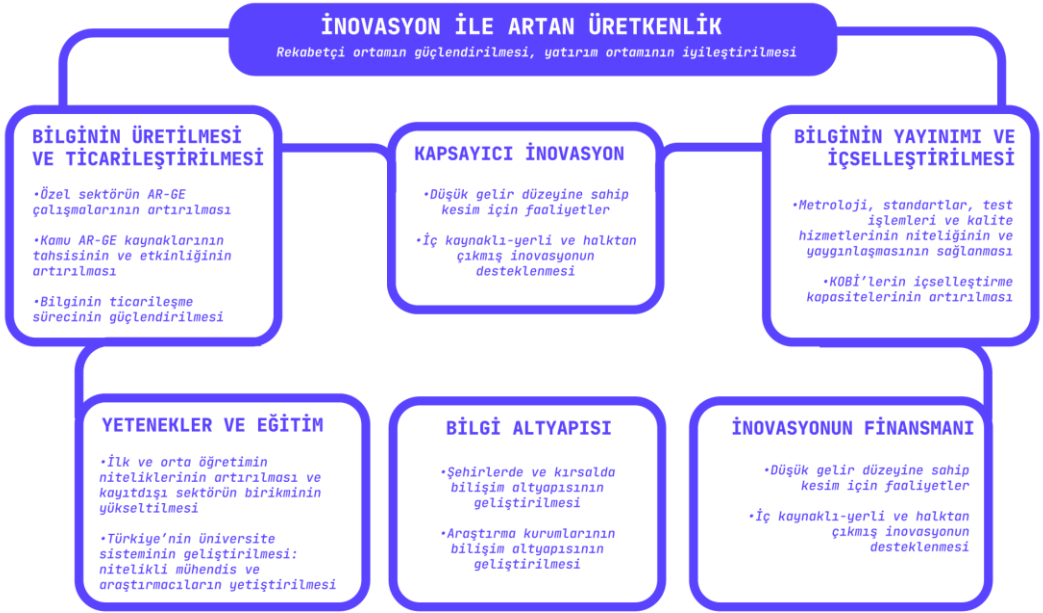 İNOVASYON İLE ARTAN ÜRETKENLİK
Rekabetçi ortamın güçlendirilmesi, yatırım ortamının iyileştirilmesi
BİLGİNİN ÜRETİLMESİ
VE TİCARİLEŞTİRİLMESİ
•Özel sektörün AR-GE
çalışmalarının artırılması
•Kamu AR-GE kaynaklarının
tahsisinin ve etkinliğinin
artırılması
•Bilginin ticarileşme
sürecinin güçlendirilmesi
KAPSAYICI İNOVASYON
•Düşük gelir düzeyine sahip
kesim için faaliyetler
•İç kaynaklı-yerli ve halktan
çıkmış inovasyonun
desteklenmesi
BİLGİNİN YAYINIMI VE
İÇSELLEŞTİRİLMESİ
•Metroloji, standartlar, test
işlemleri ve kalite
hizmetlerinin niteliğinin ve
yaygınlaşmasının sağlanması
•KOBİ’lerin içselleştirme
kapasitelerinin artırılması
YETENEKLER VE EĞİTİM
•İlk ve orta öğretimin
niteliklerinin artırılması ve
kayıtdışı sektörün birikminin
yükseltilmesi
•Türkiye’nin üniversite
sisteminin geliştirilmesi:
nitelikli mühendis ve
araştırmacıların yetiştirilmesi
BİLGİ ALTYAPISI
•Şehirlerde ve kırsalda
bilişim altyapısının
geliştirilmesi
•Araştırma kurumlarının
bilişim altyapısının
geliştirilmesi
İNOVASYONUN FİNANSMANI
•Düşük gelir düzeyine sahip
kesim için faaliyetler
•İç kaynaklı-yerli ve halktan
çıkmış inovasyonun
desteklenmesi